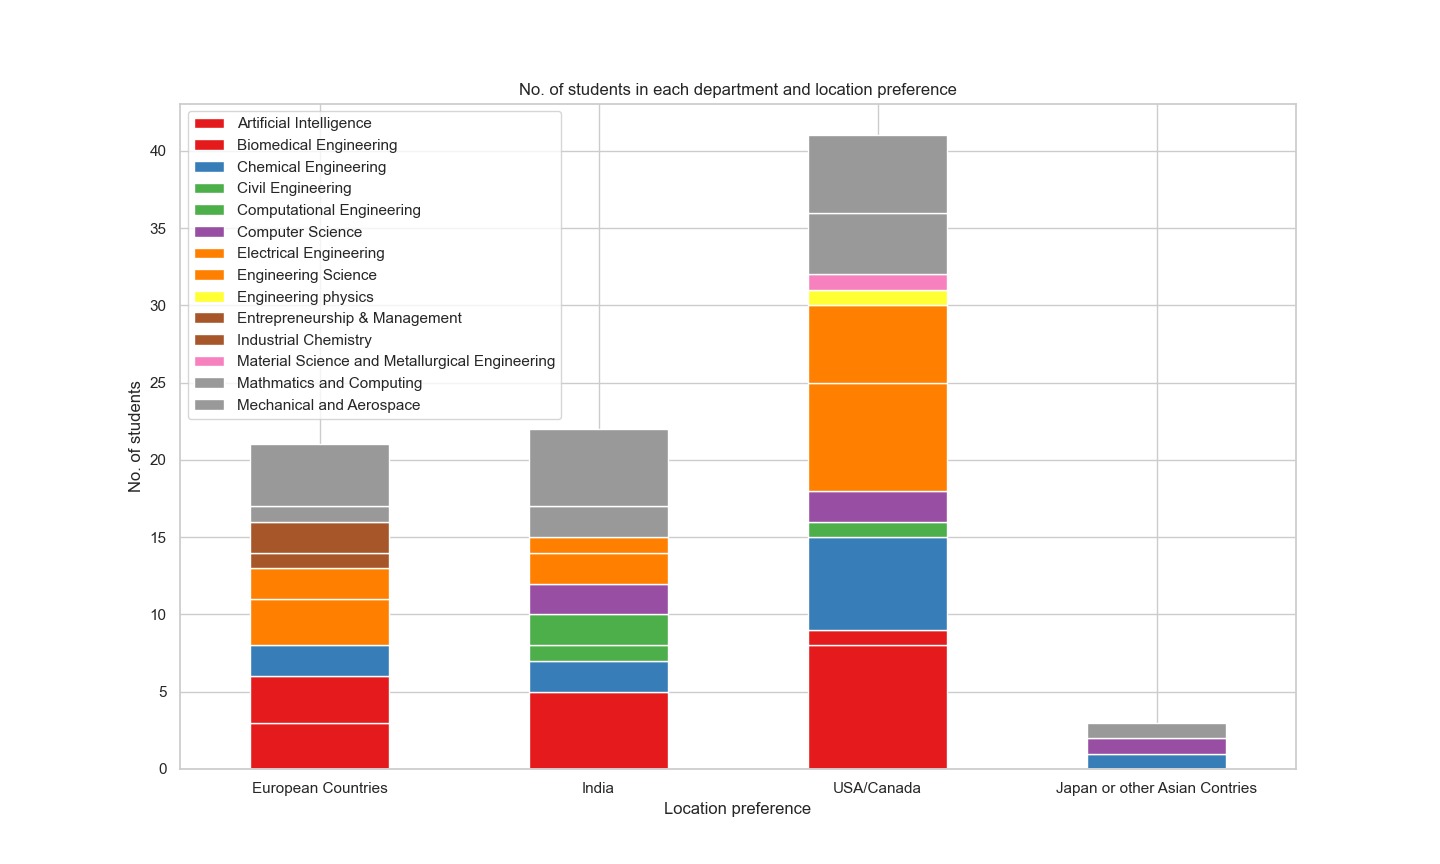 No. of students in each department and location preference
Artificial Intelligence
Biomedical Engineering
Chemical Engineering
Civil Engineering
Computational Engineering
Computer Science
Electrical Engineering
Engineering Science
Engineering physics
Entrepreneurship & Management
Industrial Chemistry
Material Science and Metallurgical Engineering
Mathmatics and Computing
Mechanical and Aerospace
No. of students
40
35
30
25
20
15
10
5
0
European Countries
India
USA/Canada
Japan or other Asian Contries
Location preference